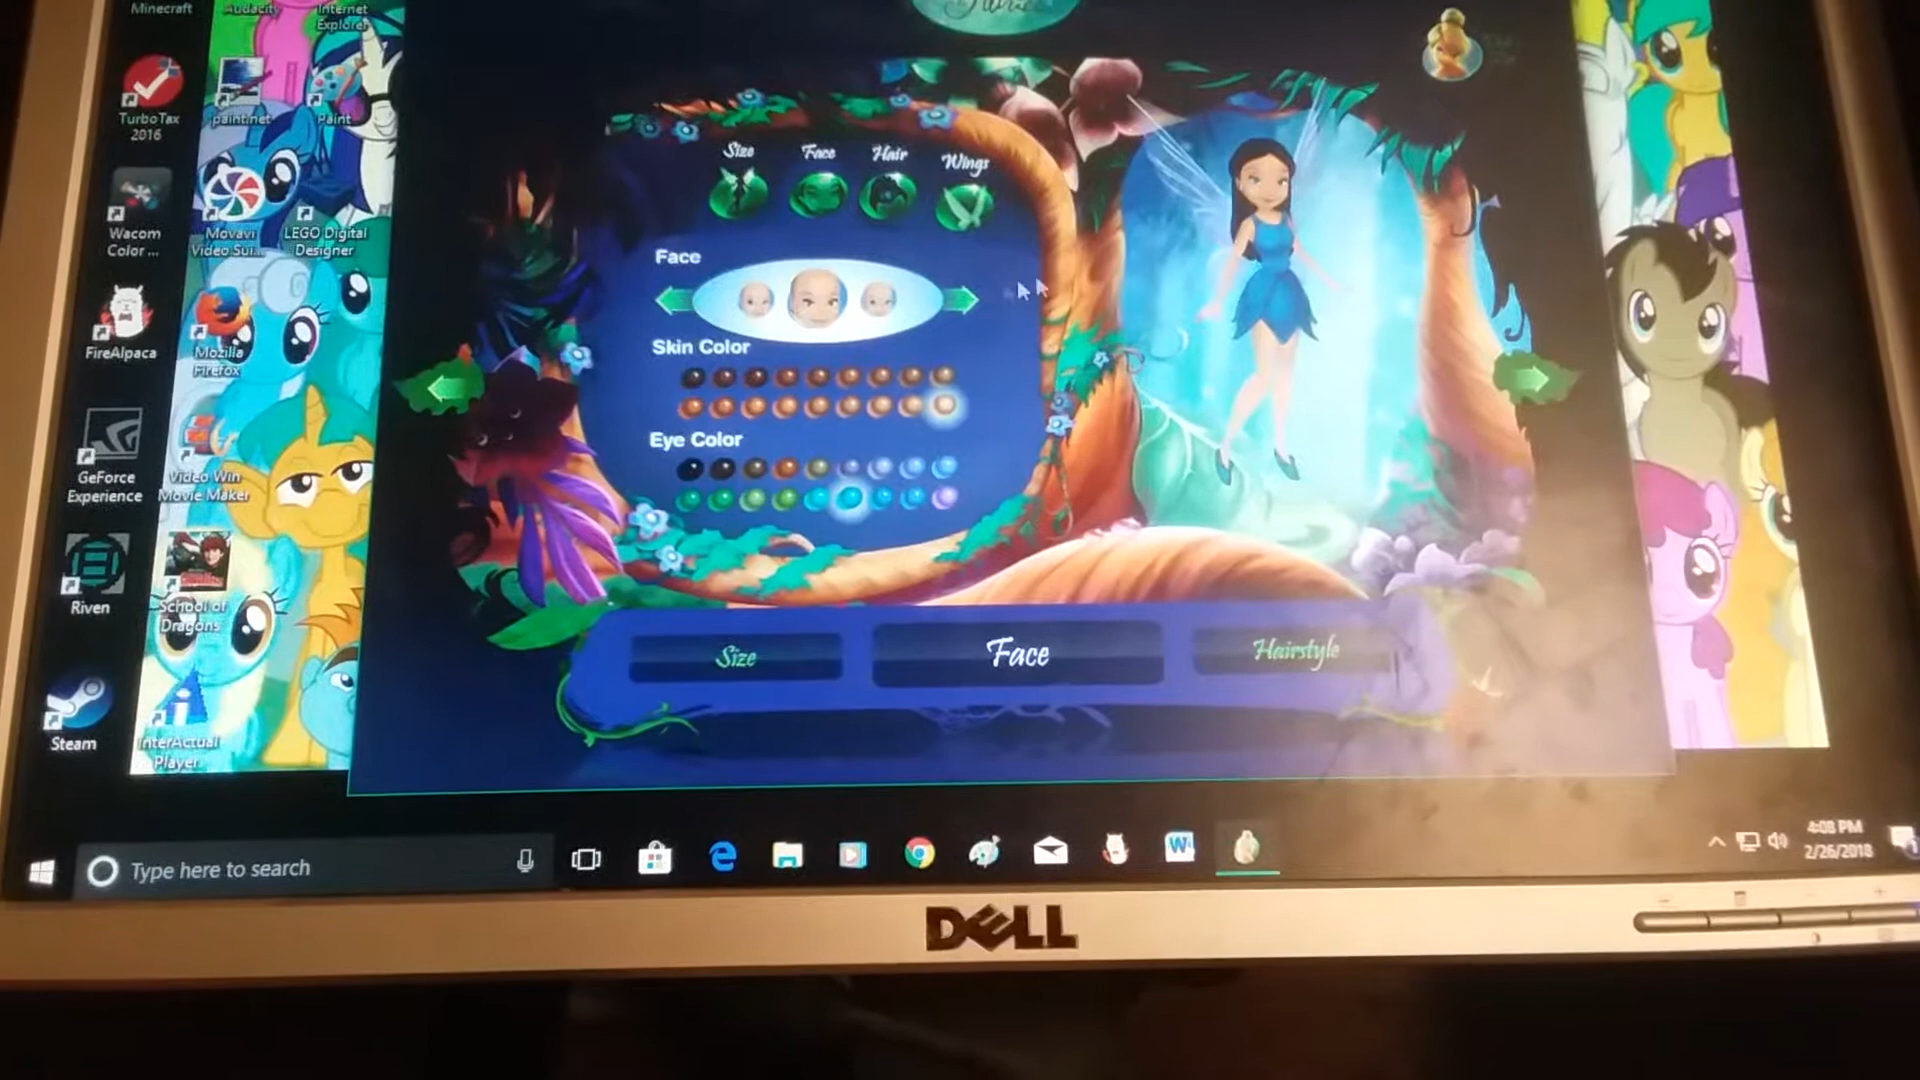 Minecraft
Audacity
Internet
Explorer
TurboTax
2016
paint.net
Paint
Wacom
Color ...
Movavi
Video Sui...
LEGO Digital
Designer
FireAlpaca
Mozilla
Firefox
GeForce
Experience
Video Win
Movie Maker
Riven
School of
Dragons
Steam
InterActual
Player
Size
Face
Hair
Wings
Face
Skin Color
Eye Color
Size
Face
Hairstyle
Type here to search
4:08 PM
2/26/2018
DELL